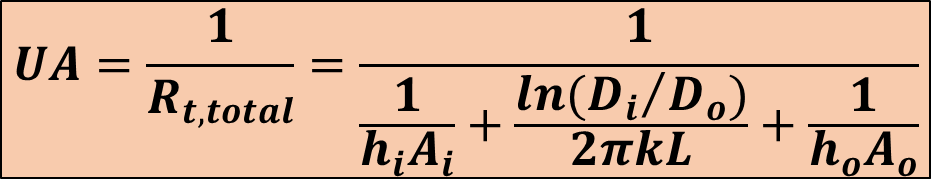 UA = 1/R_t,total = 1/(1/(h_i A_i) + ln(D_i/D_o)/(2πkL) + 1/(h_o A_o))